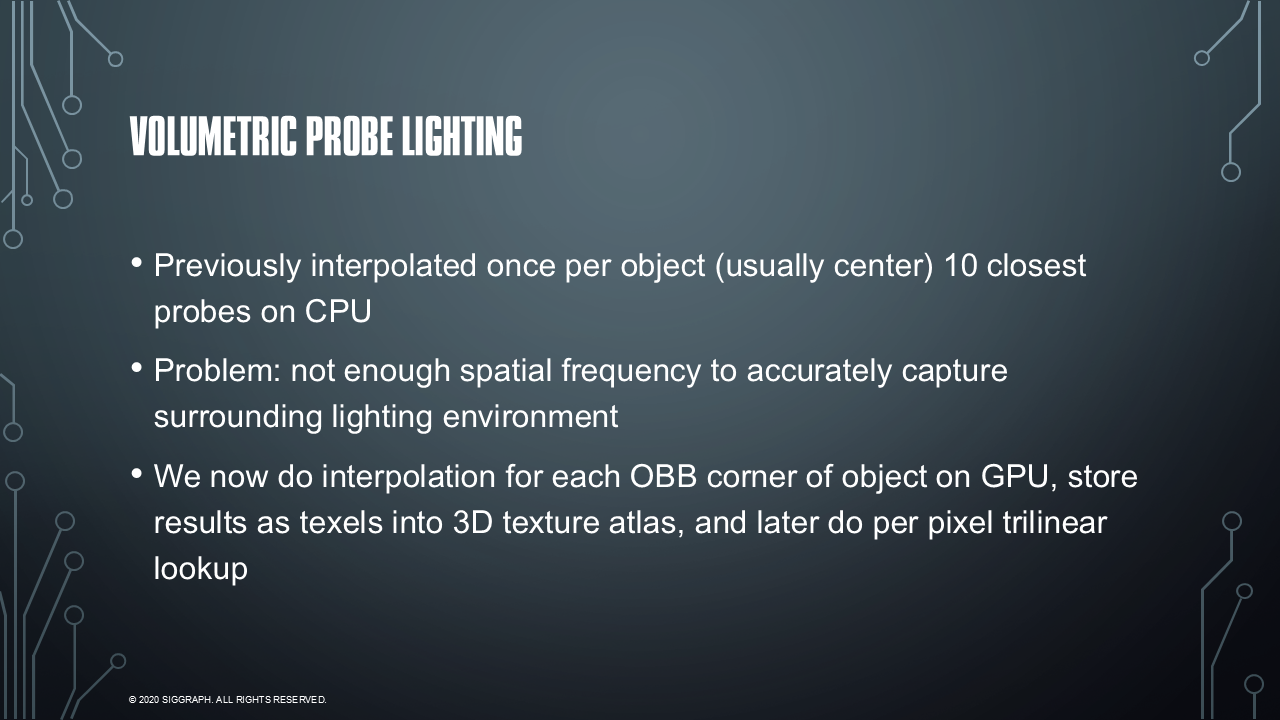 VOLUMETRIC PROBE LIGHTING
• Previously interpolated once per object (usually center) 10 closest
probes on CPU
• Problem: not enough spatial frequency to accurately capture
surrounding lighting environment
• We now do interpolation for each OBB corner of object on GPU, store
results as texels into 3D texture atlas, and later do per pixel trilinear
lookup
© 2020 SIGGRAPH. ALL RIGHTS RESERVED.